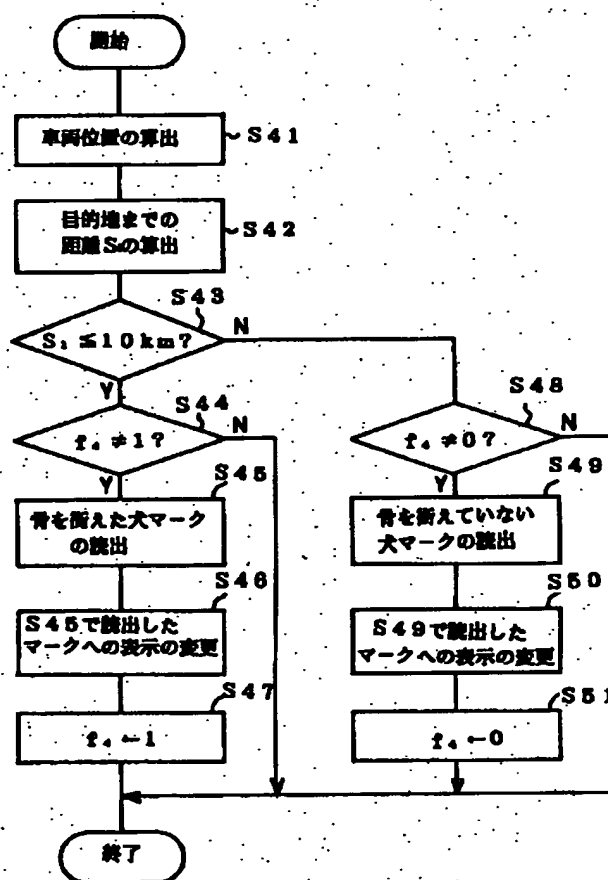 開始
車両位置の算出
S41
目的地までの
距離S₁の算出
S42
S43
S₁≦10km?
N
Y
S44
f₄≠1?
N
Y
S45
骨を銜えた犬マーク
の読出
S46
S45で読出した
マークへの表示の変更
S47
f₄←1
S48
f₄≠0?
N
Y
S49
骨を銜えていない
犬マークの読出
S50
S49で読出した
マークへの表示の変更
S51
f₄←0
終了